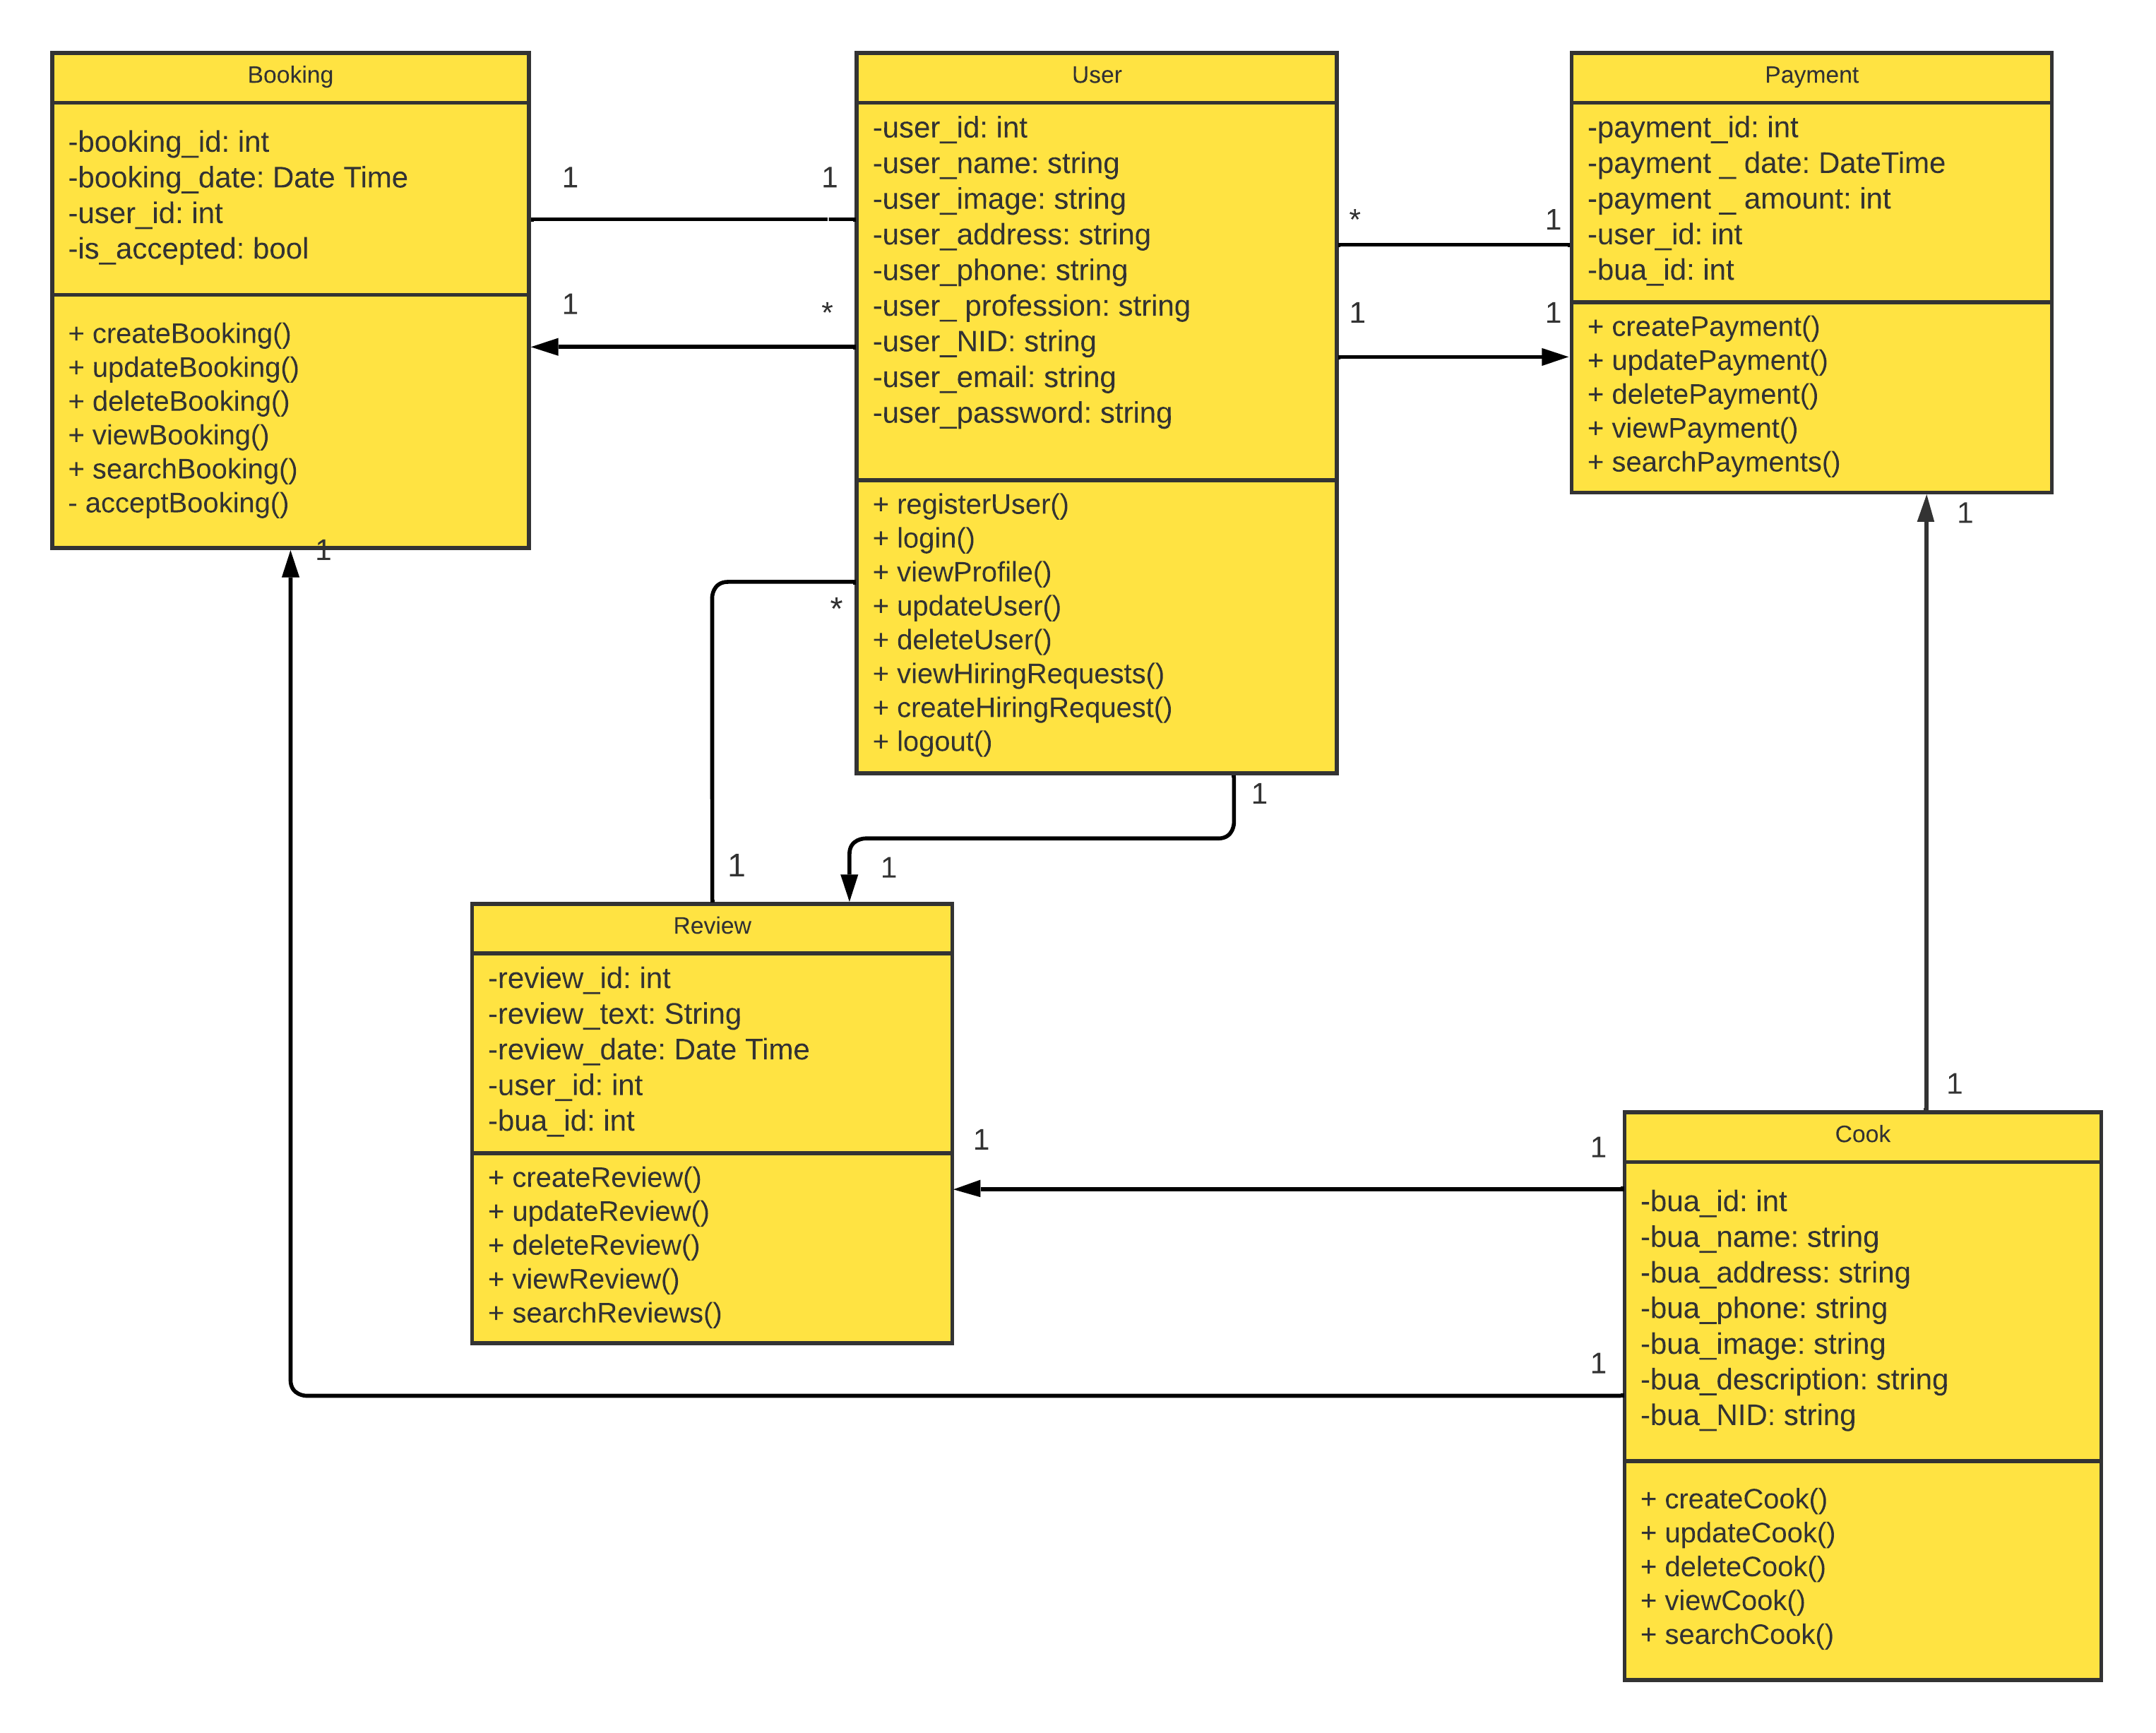 Booking
-booking_id: int
-booking_date: Date Time
-user_id: int
-is_accepted: bool
+ createBooking()
+ updateBooking()
+ deleteBooking()
+ viewBooking()
+ searchBooking()
- acceptBooking()
1
1
1
*
1
User
-user_id: int
-user_name: string
-user_image: string
-user_address: string
-user_phone: string
-user_ profession: string
-user_NID: string
-user_email: string
-user_password: string
+ registerUser()
+ login()
+ viewProfile()
+ updateUser()
+ deleteUser()
+ viewHiringRequests()
+ createHiringRequest()
+ logout()
*
1
1
1
Payment
-payment_id: int
-payment _ date: DateTime
-payment _ amount: int
-user_id: int
-bua_id: int
+ createPayment()
+ updatePayment()
+ deletePayment()
+ viewPayment()
+ searchPayments()
1
*
1
1
1
Review
-review_id: int
-review_text: String
-review_date: Date Time
-user_id: int
-bua_id: int
+ createReview()
+ updateReview()
+ deleteReview()
+ viewReview()
+ searchReviews()
1
1
1
1
Cook
-bua_id: int
-bua_name: string
-bua_address: string
-bua_phone: string
-bua_image: string
-bua_description: string
-bua_NID: string
+ createCook()
+ updateCook()
+ deleteCook()
+ viewCook()
+ searchCook()